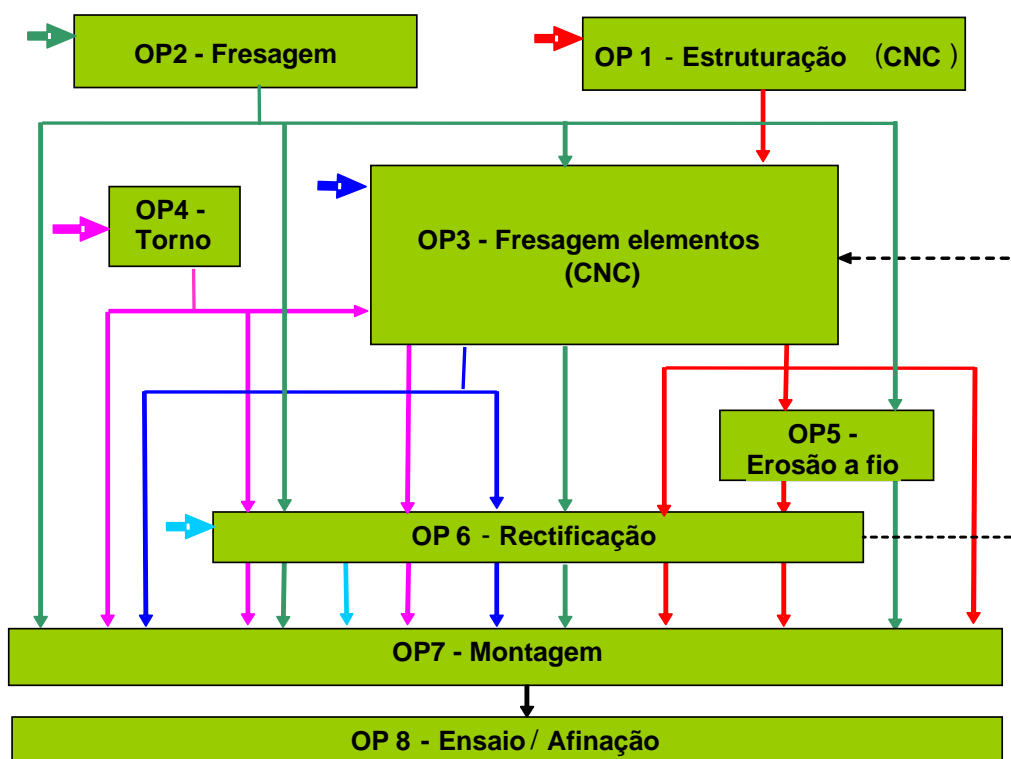 OP2 - Fresagem
OP 1 - Estruturação (CNC )
OP4 -
Torno
OP3 - Fresagem elementos
(CNC)
OP5 -
Erosão a fio
OP 6 - Rectificação
OP7 - Montagem
OP 8 - Ensaio / Afinação